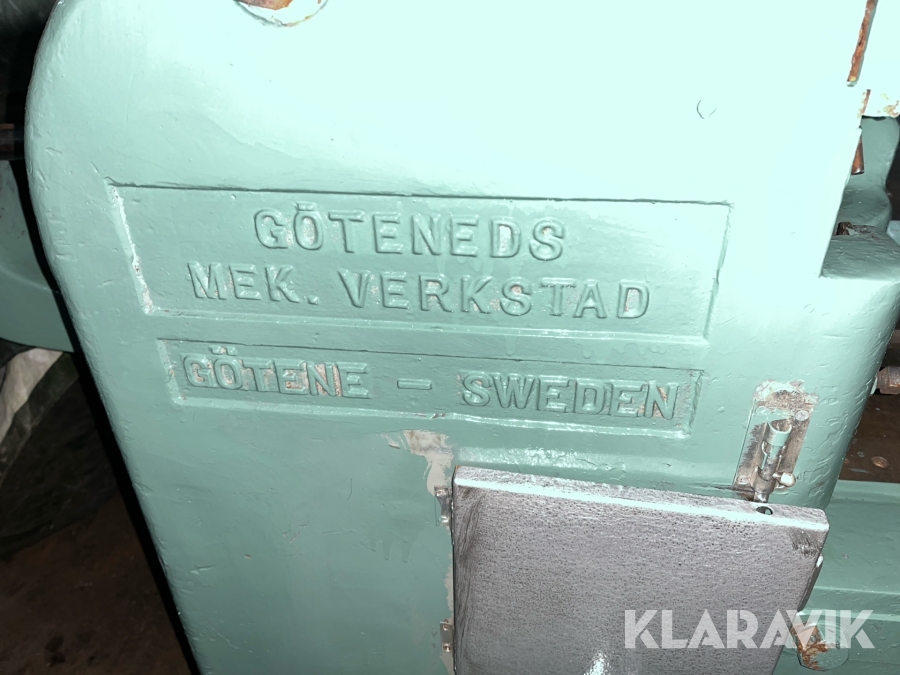 GÖTENEDS
MEK. VERKSTAD
GÖTENE - SWEDEN
KLARAVIK